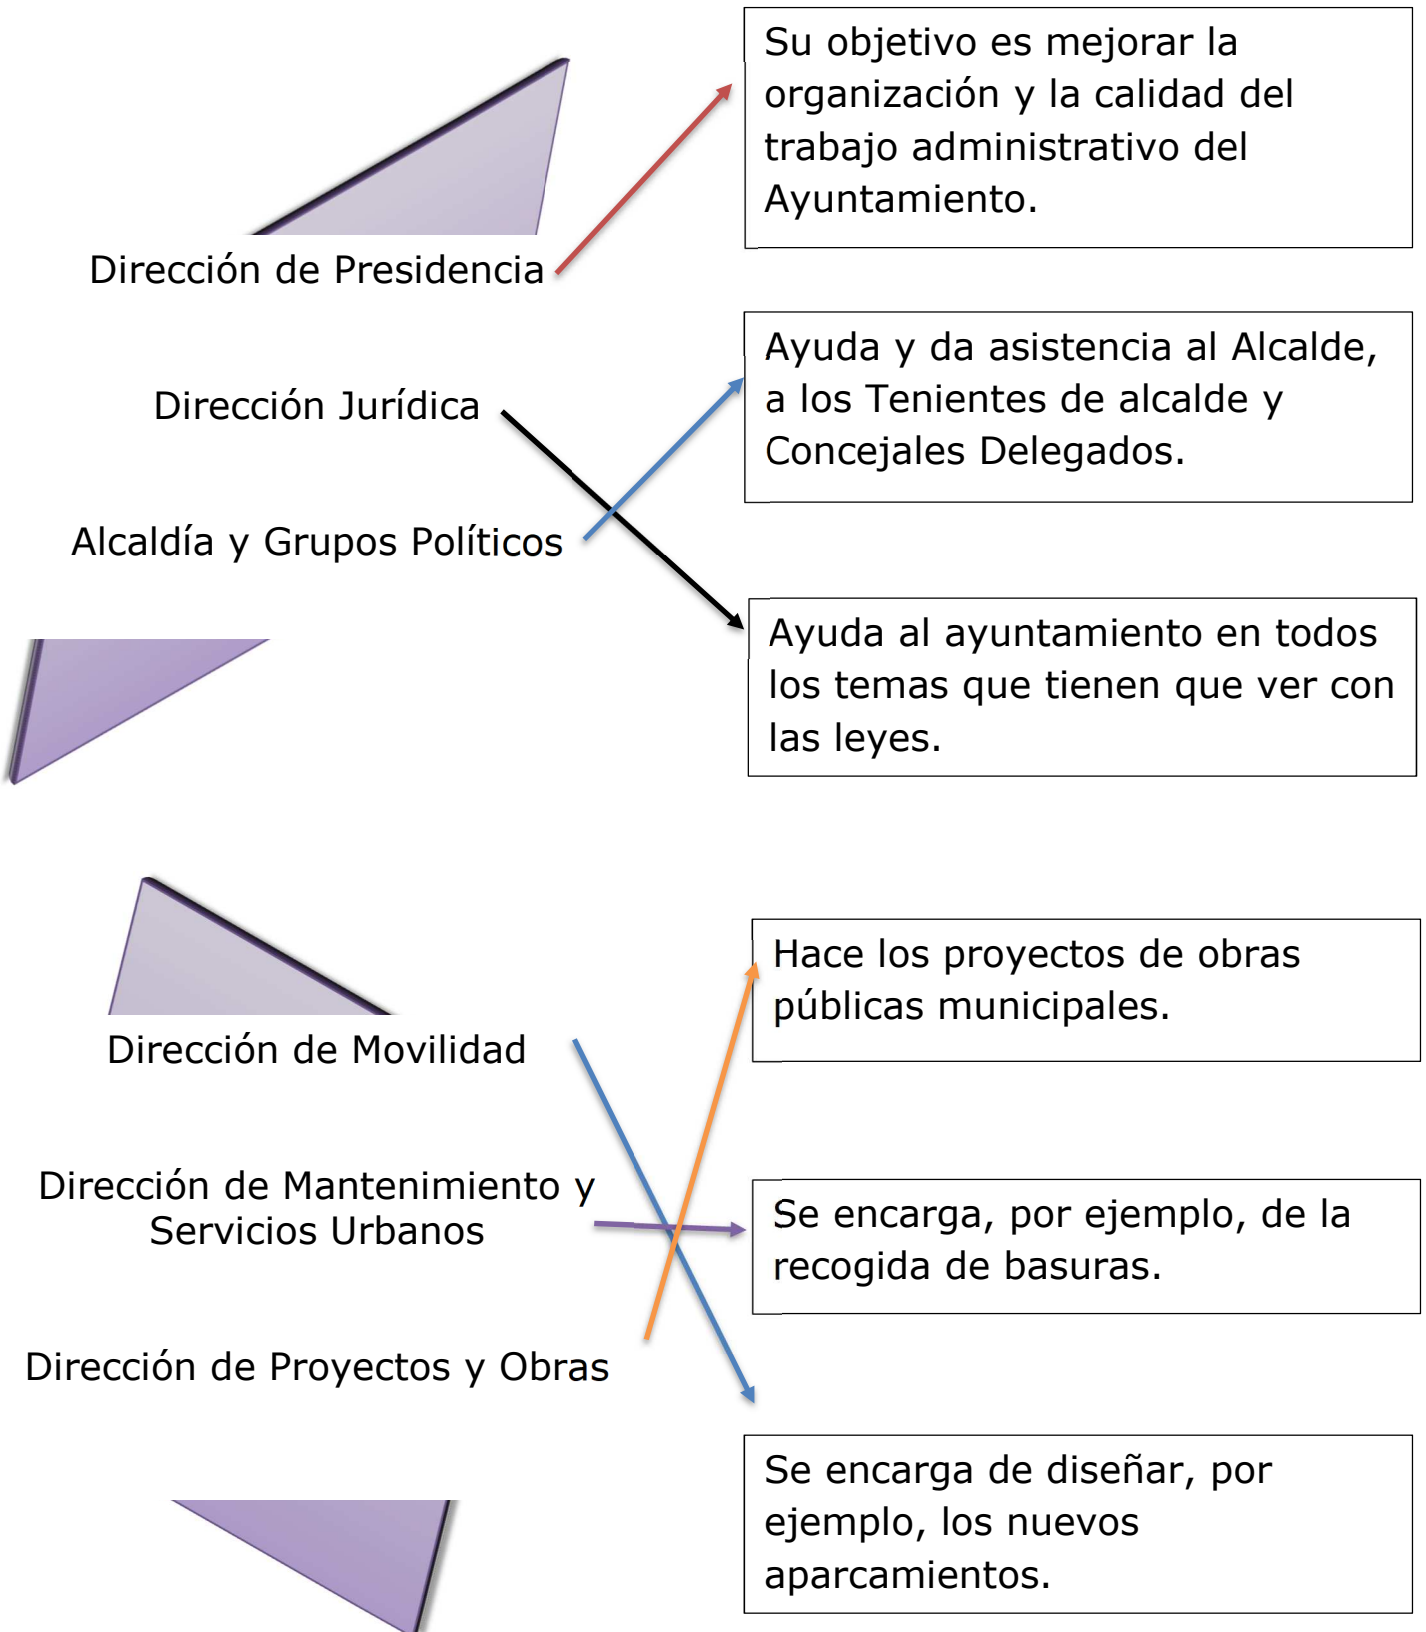 Su objetivo es mejorar la
organización y la calidad del
trabajo administrativo del
Ayuntamiento.
Dirección de Presidencia
Ayuda y da asistencia al Alcalde,
a los Tenientes de alcalde y
Concejales Delegados.
Dirección Jurídica
Alcaldía y Grupos Políticos
Ayuda al ayuntamiento en todos
los temas que tienen que ver con
las leyes.
Hace los proyectos de obras
públicas municipales.
Dirección de Movilidad
Dirección de Mantenimiento y
Servicios Urbanos
Se encarga, por ejemplo, de la
recogida de basuras.
Dirección de Proyectos y Obras
Se encarga de diseñar, por
ejemplo, los nuevos
aparcamientos.